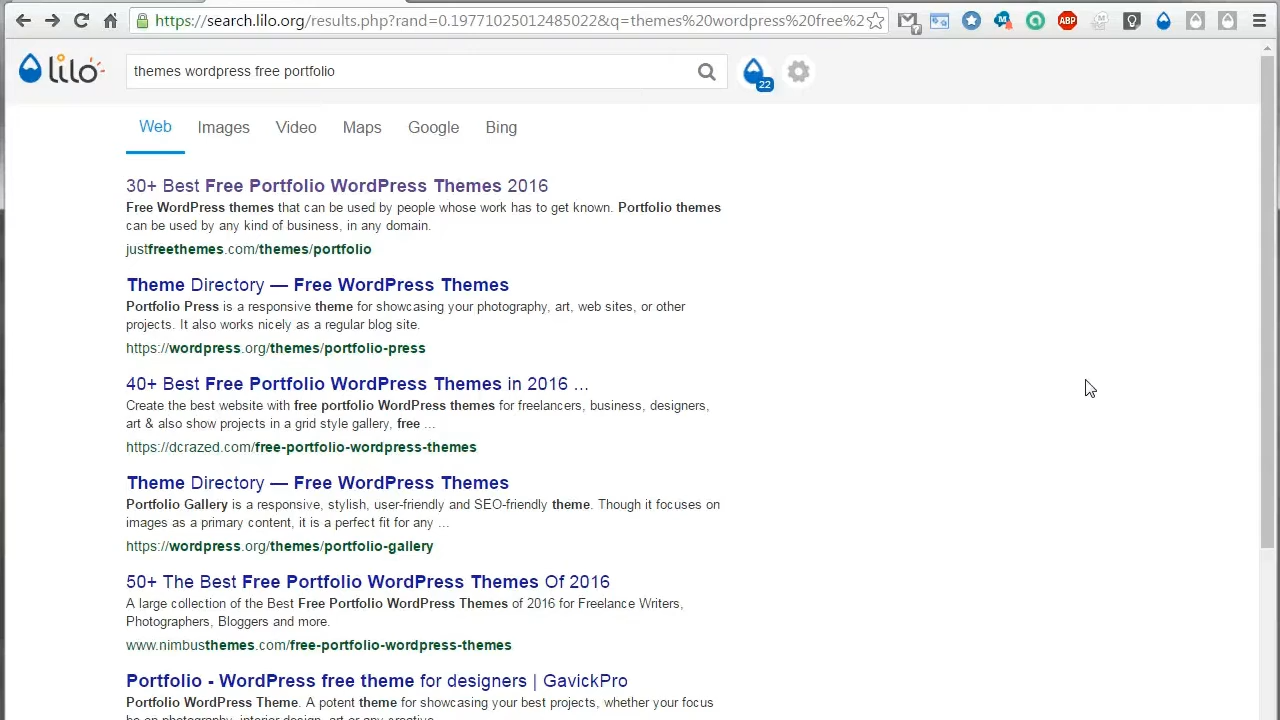 https://search.lilo.org/results.php?rand=0.19771025012485022&q=themes%20wordpress%20free%2
ABP
lilo
themes wordpress free portfolio
22
Web Images Video Maps Google Bing
30+ Best Free Portfolio WordPress Themes 2016
Free WordPress themes that can be used by people whose work has to get known. Portfolio themes
can be used by any kind of business, in any domain.
justfreethemes.com/themes/portfolio
Theme Directory — Free WordPress Themes
Portfolio Press is a responsive theme for showcasing your photography, art, web sites, or other
projects. It also works nicely as a regular blog site.
https://wordpress.org/themes/portfolio-press
40+ Best Free Portfolio WordPress Themes in 2016 ...
Create the best website with free portfolio WordPress themes for freelancers, business, designers,
art & also show projects in a grid style gallery, free ...
https://dcrazed.com/free-portfolio-wordpress-themes
Theme Directory — Free WordPress Themes
Portfolio Gallery is a responsive, stylish, user-friendly and SEO-friendly theme. Though it focuses on
images as a primary content, it is a perfect fit for any ...
https://wordpress.org/themes/portfolio-gallery
50+ The Best Free Portfolio WordPress Themes Of 2016
A large collection of the Best Free Portfolio WordPress Themes of 2016 for Freelance Writers,
Photographers, Bloggers and more.
www.nimbusthemes.com/free-portfolio-wordpress-themes
Portfolio - WordPress free theme for designers | GavickPro
Portfolio WordPress Theme. A potent theme for showcasing your best projects, whether your focus
be on photography, interior design, art or any creative